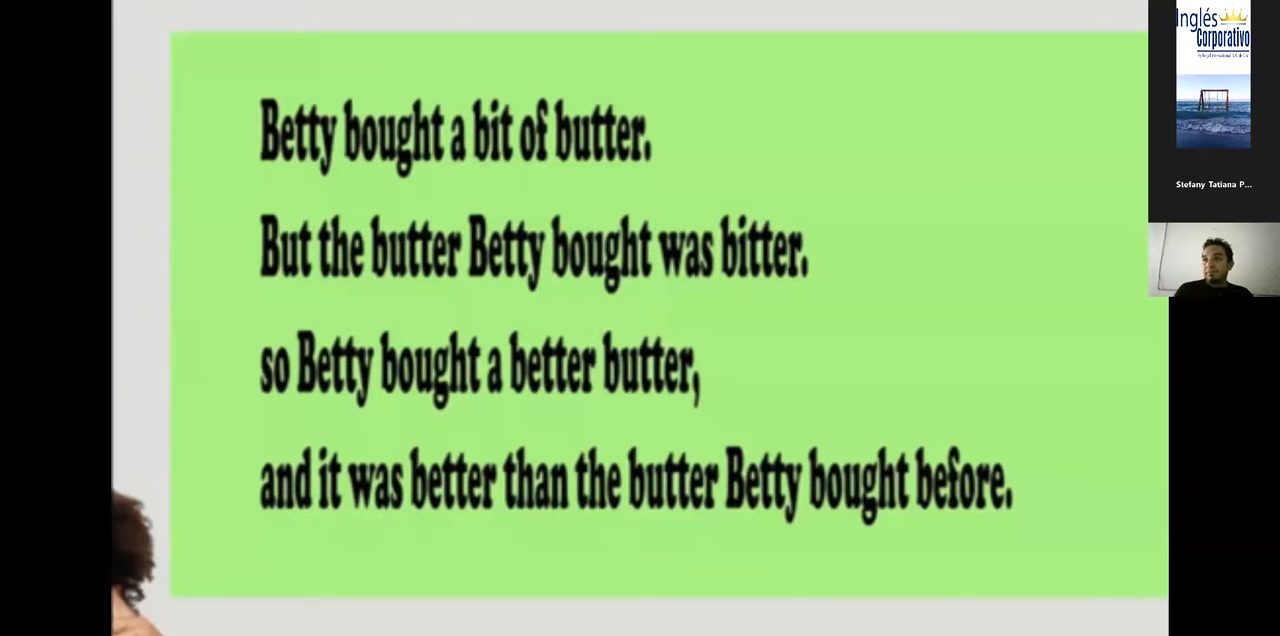 Betty bought a bit of butter.
But the butter Betty bought was bitter.
so Betty bought a better butter,
and it was better than the butter Betty bought before.
Inglés
Corporativo
Stefany Tatiana P...